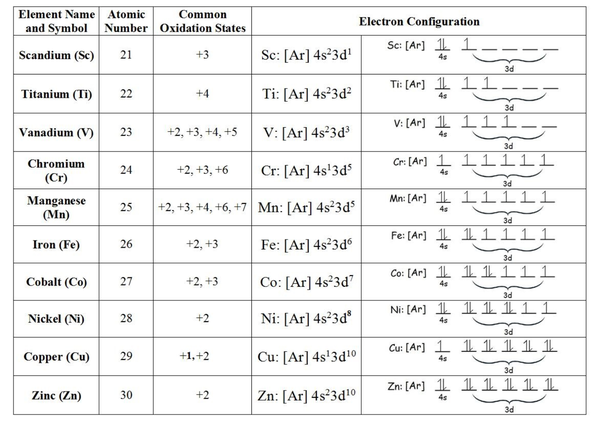 Element Name and Symbol Atomic Number Common Oxidation States Electron Configuration
Scandium (Sc) 21 +3 Sc: [Ar] 4s²3d¹ Sc: [Ar] 4s 3d
Titanium (Ti) 22 +4 Ti: [Ar] 4s²3d² Ti: [Ar] 4s 3d
Vanadium (V) 23 +2, +3, +4, +5 V: [Ar] 4s²3d³ V: [Ar] 4s 3d
Chromium (Cr) 24 +2, +3, +6 Cr: [Ar] 4s¹3d⁵ Cr: [Ar] 4s 3d
Manganese (Mn) 25 +2, +3, +4, +6, +7 Mn: [Ar] 4s²3d⁵ Mn: [Ar] 4s 3d
Iron (Fe) 26 +2, +3 Fe: [Ar] 4s²3d⁶ Fe: [Ar] 4s 3d
Cobalt (Co) 27 +2, +3 Co: [Ar] 4s²3d⁷ Co: [Ar] 4s 3d
Nickel (Ni) 28 +2 Ni: [Ar] 4s²3d⁸ Ni: [Ar] 4s 3d
Copper (Cu) 29 +1, +2 Cu: [Ar] 4s¹3d¹⁰ Cu: [Ar] 4s 3d
Zinc (Zn) 30 +2 Zn: [Ar] 4s²3d¹⁰ Zn: [Ar] 4s 3d